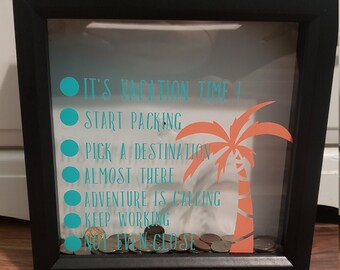 IT'S VACATION TIME!
START PACKING
PICK A DESTINATION
ALMOST THERE
ADVENTURE IS CALLING
KEEP WORKING
NOT EVEN CLOSE